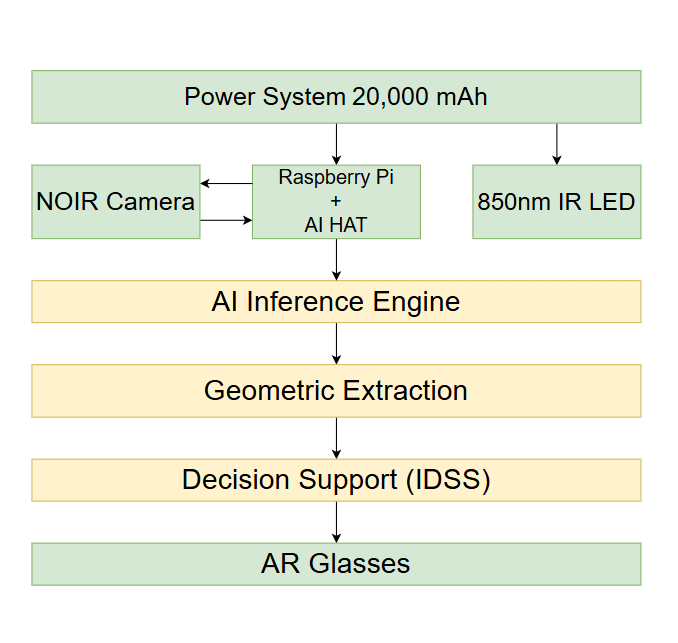 Power System 20,000 mAh
NOIR Camera
Raspberry Pi
+
AI HAT
850nm IR LED
AI Inference Engine
Geometric Extraction
Decision Support (IDSS)
AR Glasses